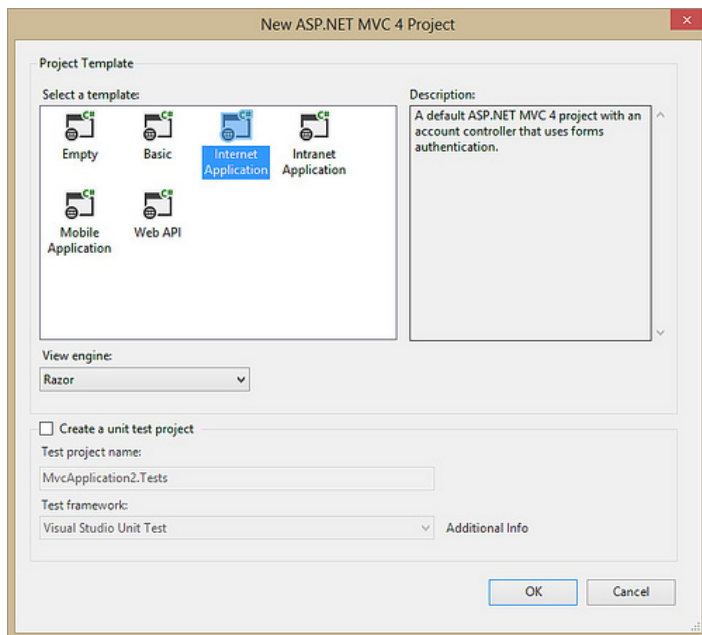 New ASP.NET MVC 4 Project
Project Template
Select a template:
Description:
C#
C#
C#
C#
Empty
Basic
Internet
Application
Intranet
Application
C#
C#
Mobile
Application
Web API
A default ASP.NET MVC 4 project with an
account controller that uses forms
authentication.
View engine:
Razor
Create a unit test project
Test project name:
MvcApplication2.Tests
Test framework:
Visual Studio Unit Test
Additional Info
OK
Cancel